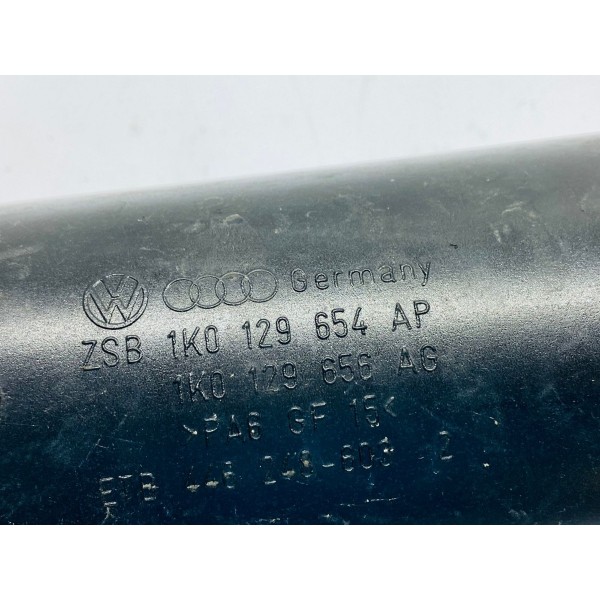 Germany
ZSB 1K0 129 654 AP
1K0 129 656 AG
>PA6 GF 15<